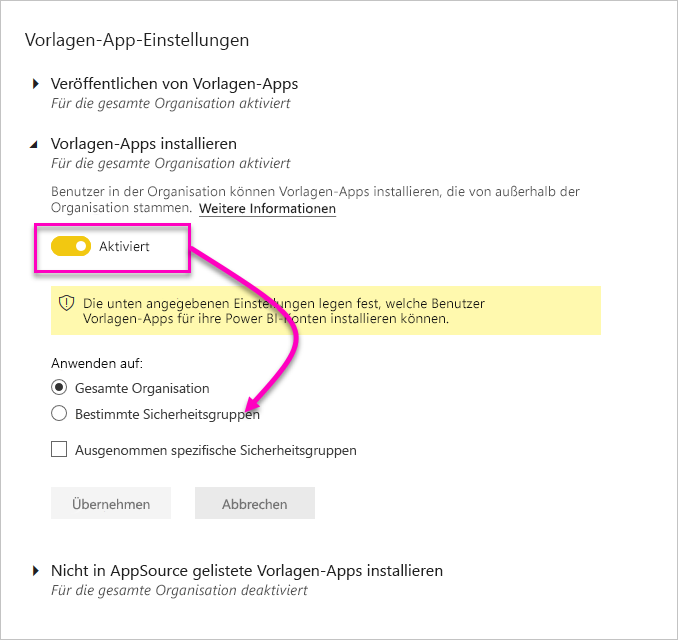 Vorlagen-App-Einstellungen
Veröffentlichen von Vorlagen-Apps
Für die gesamte Organisation aktiviert
Vorlagen-Apps installieren
Für die gesamte Organisation aktiviert
Benutzer in der Organisation können Vorlagen-Apps installieren, die von außerhalb der
Organisation stammen. Weitere Informationen
Aktiviert
Die unten angegebenen Einstellungen legen fest, welche Benutzer
Vorlagen-Apps für ihre Power BI-Konten installieren können.
Anwenden auf:
Gesamte Organisation
Bestimmte Sicherheitsgruppen
Ausgenommen spezifische Sicherheitsgruppen
Übernehmen Abbrechen
Nicht in AppSource gelistete Vorlagen-Apps installieren
Für die gesamte Organisation deaktiviert